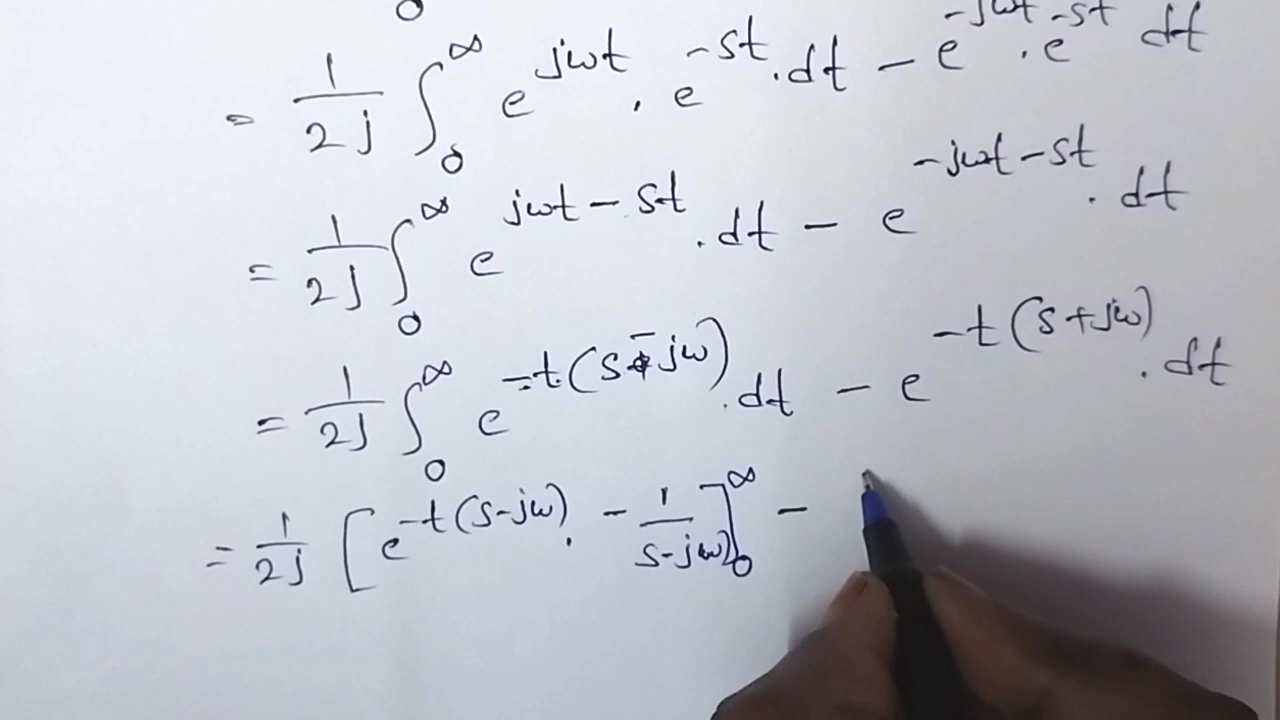 = 1/2j ∫₀^∞ e^(jωt) . e^(-st) .dt - e^(-jωt) . e^(-st) dt
= 1/2j ∫₀^∞ e^(jωt - st) .dt - e^(-jωt-st) .dt
= 1/2j ∫₀^∞ e^(-t(s-jω)) .dt - e^(-t(s+jω)) .dt
= 1/2j [e^(-t(s-jω)) . - 1/(s-jω)]₀^∞ -